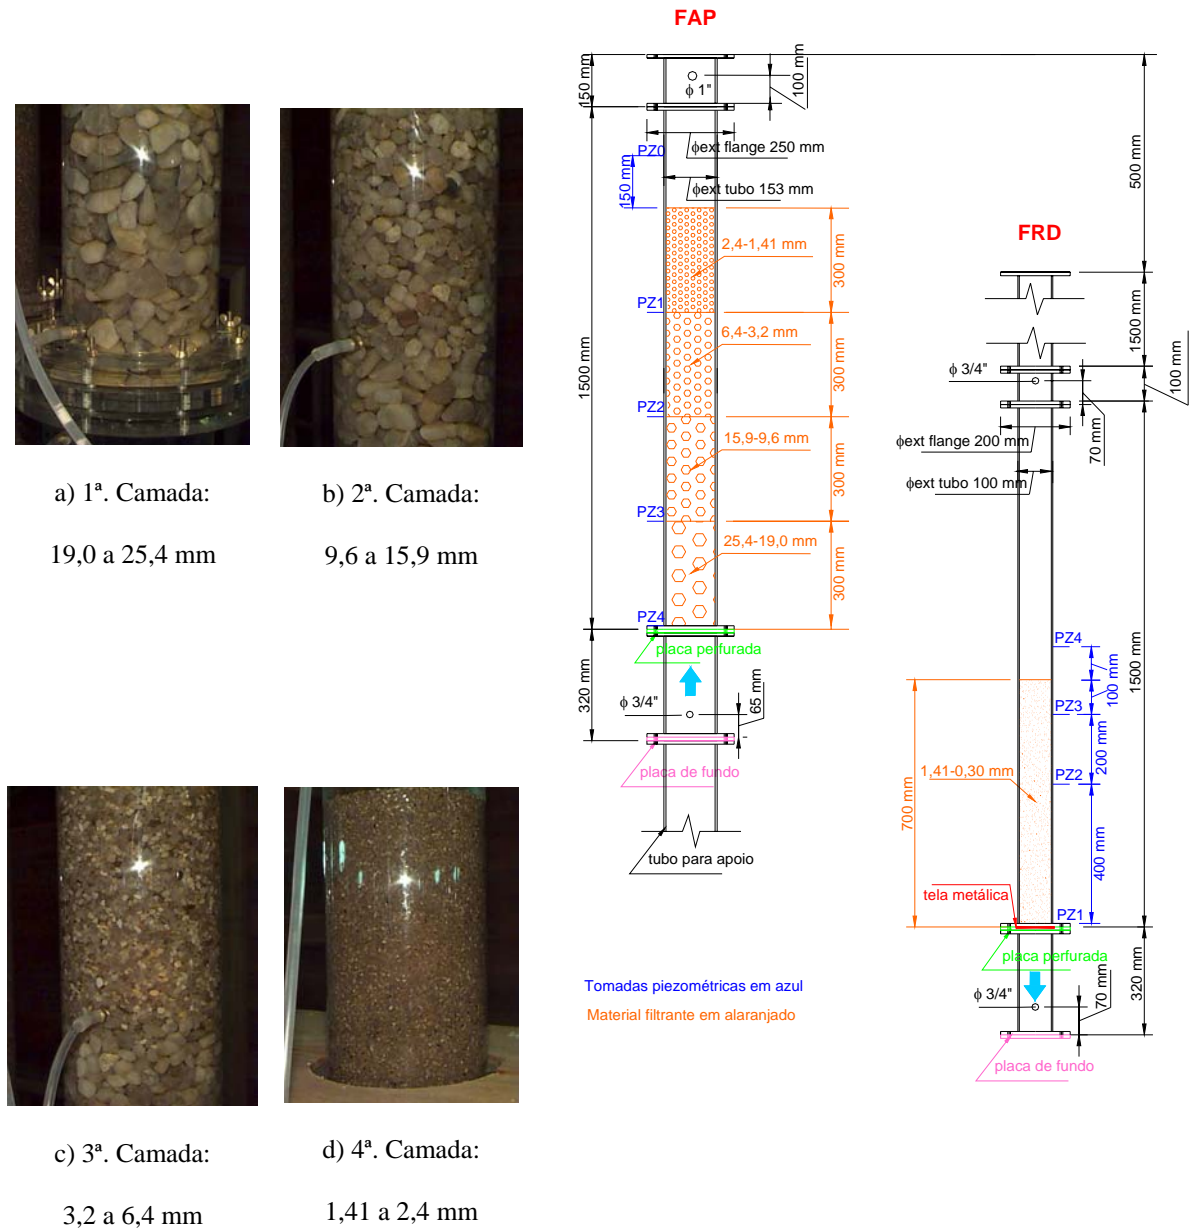 FAP
150 mm
ϕ 1"
100 mm
500 mm
ϕext flange 250 mm
PZ0
150 mm
ϕext tubo 153 mm
FRD
2,4-1,41 mm
300 mm
PZ1
6,4-3,2 mm
300 mm
1500 mm
1500 mm
100 mm
ϕ 3/4"
PZ2
15,9-9,6 mm
300 mm
ϕext flange 200 mm
70 mm
ϕext tubo 100 mm
PZ3
25,4-19,0 mm
300 mm
PZ4
placa perfurada
320 mm
ϕ 3/4"
65 mm
placa de fundo
tubo para apoio
PZ4
100 mm
1500 mm
PZ3
200 mm
1,41-0,30 mm
PZ2
700 mm
400 mm
tela metálica
PZ1
placa perfurada
320 mm
ϕ 3/4"
70 mm
placa de fundo
Tomadas piezométricas em azul
Material filtrante em alaranjado
a) 1ª. Camada:
19,0 a 25,4 mm
b) 2ª. Camada:
9,6 a 15,9 mm
c) 3ª. Camada:
3,2 a 6,4 mm
d) 4ª. Camada:
1,41 a 2,4 mm